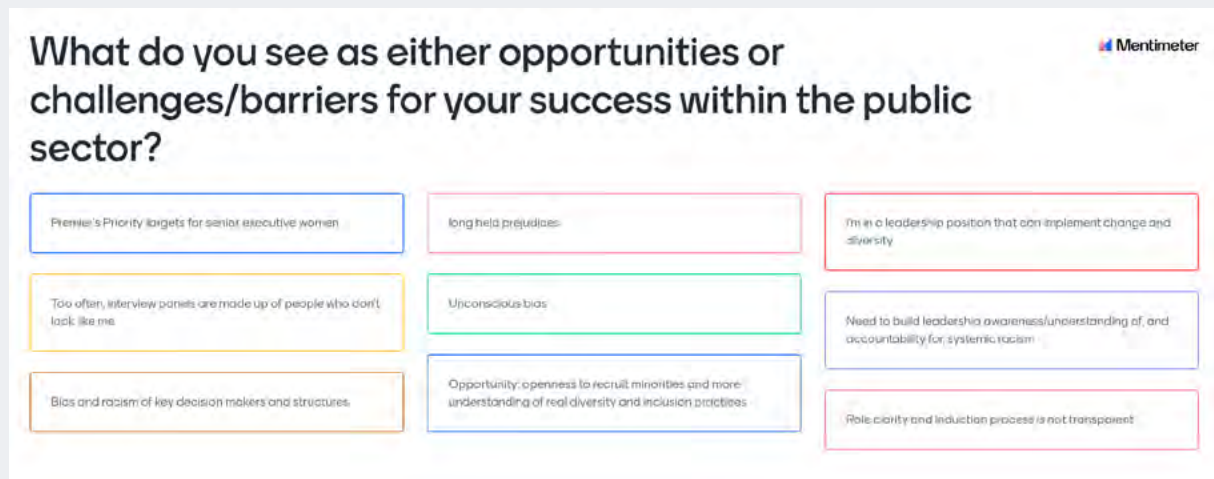 What do you see as either opportunities or
challenges/barriers for your success within the public
sector?
Mentimeter
Premier's Priority targets for senior executive women
Too often, interview panels are made up of people who don't
look like me
Bias and racism of key decision makers and structures
long held prejudices
Unconscious bias
Opportunity: openness to recruit minorities and more
understanding of real diversity and inclusion practices
I'm in a leadership position that can implement change and
diversity
Need to build leadership awareness/understanding of, and
accountability for, systemic racism
Role clarity and induction process is not transparent